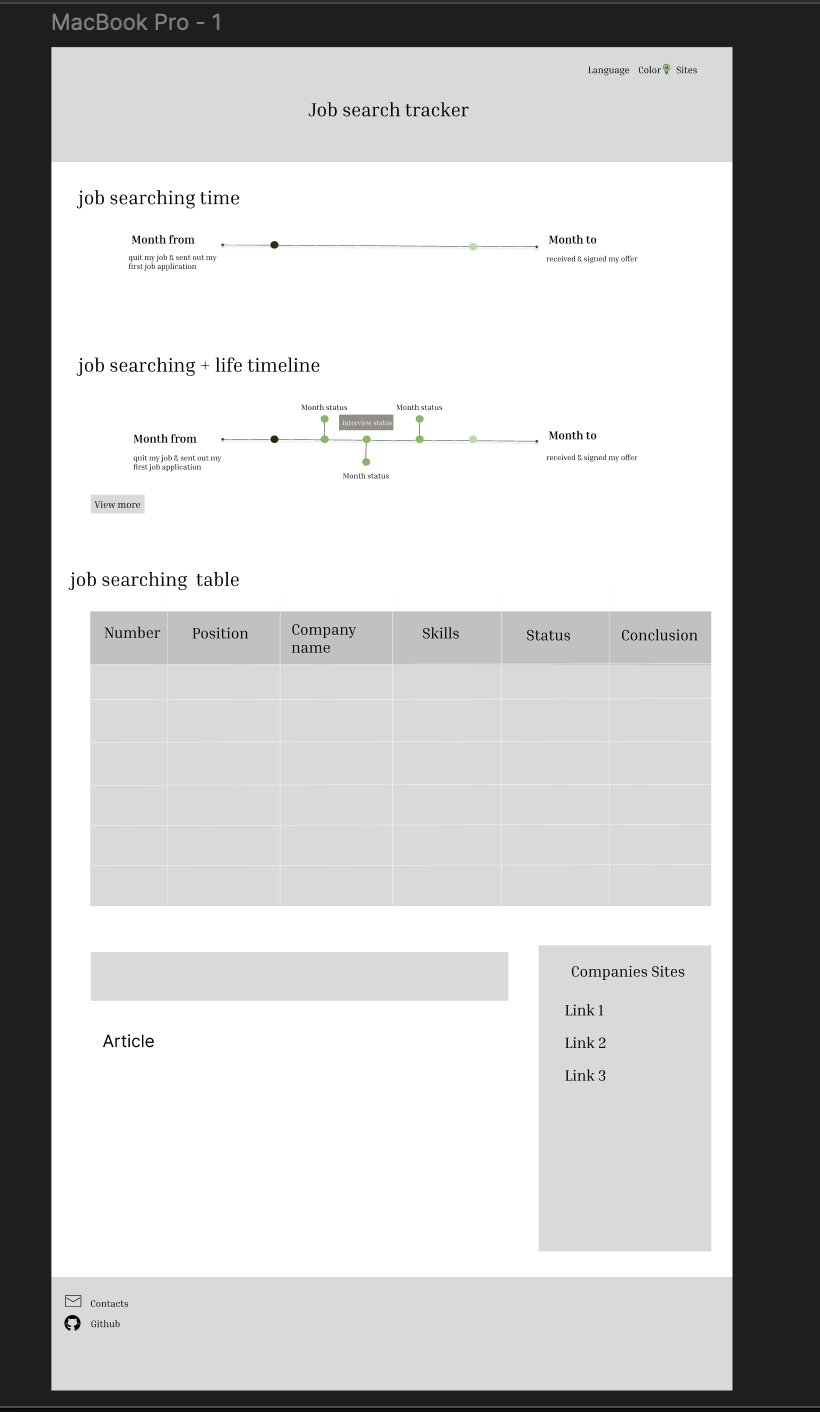 MacBook Pro - 1
Language Color Sites
Job search tracker
job searching time
Month from
quit my job & sent out my
first job application
Month to
received & signed my offer
job searching + life timeline
Month status
Month status
Interview status
Month from
quit my job & sent out my
first job application
Month to
received & signed my offer
Month status
View more
job searching table
Number
Position
Company
name
Skills
Status
Conclusion
Companies Sites
Link 1
Link 2
Link 3
Article
Contacts
Github